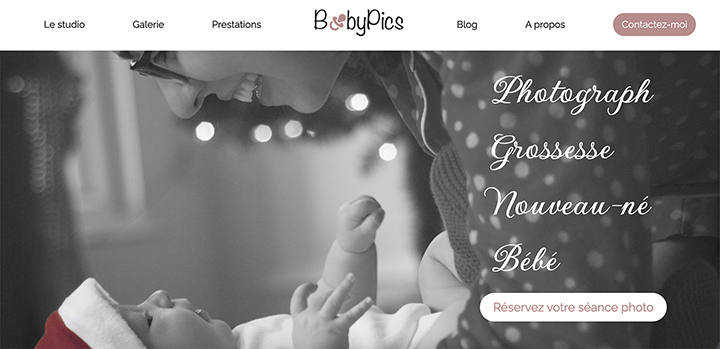 Le studio Galerie Prestations BabyPics Blog A propos Contactez-moi
Photograph
Grossesse
Nouveau-né
Bébé
Réservez votre séance photo